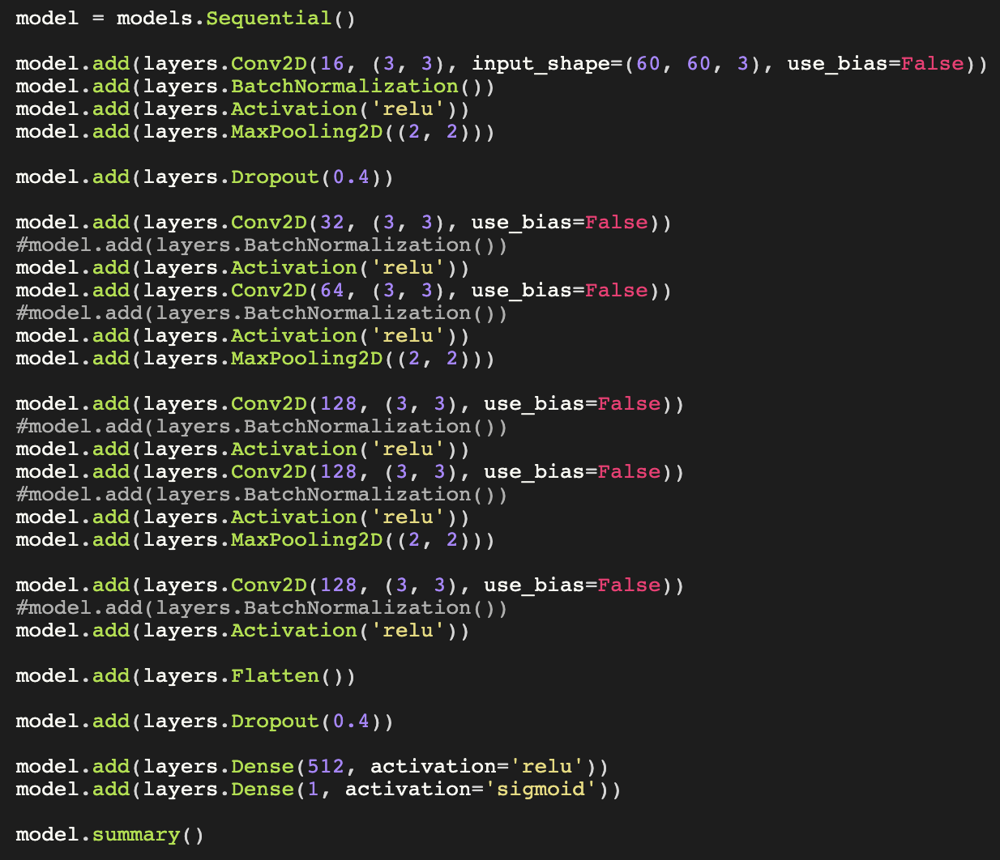 model = models.Sequential()

model.add(layers.Conv2D(16, (3, 3), input_shape=(60, 60, 3), use_bias=False))
model.add(layers.BatchNormalization())
model.add(layers.Activation('relu'))
model.add(layers.MaxPooling2D((2, 2)))

model.add(layers.Dropout(0.4))

model.add(layers.Conv2D(32, (3, 3), use_bias=False))
#model.add(layers.BatchNormalization())
model.add(layers.Activation('relu'))
model.add(layers.Conv2D(64, (3, 3), use_bias=False))
#model.add(layers.BatchNormalization())
model.add(layers.Activation('relu'))
model.add(layers.MaxPooling2D((2, 2)))

model.add(layers.Conv2D(128, (3, 3), use_bias=False))
#model.add(layers.BatchNormalization())
model.add(layers.Activation('relu'))
model.add(layers.Conv2D(128, (3, 3), use_bias=False))
#model.add(layers.BatchNormalization())
model.add(layers.Activation('relu'))
model.add(layers.MaxPooling2D((2, 2)))

model.add(layers.Conv2D(128, (3, 3), use_bias=False))
#model.add(layers.BatchNormalization())
model.add(layers.Activation('relu'))

model.add(layers.Flatten())

model.add(layers.Dropout(0.4))

model.add(layers.Dense(512, activation='relu'))
model.add(layers.Dense(1, activation='sigmoid'))

model.summary()